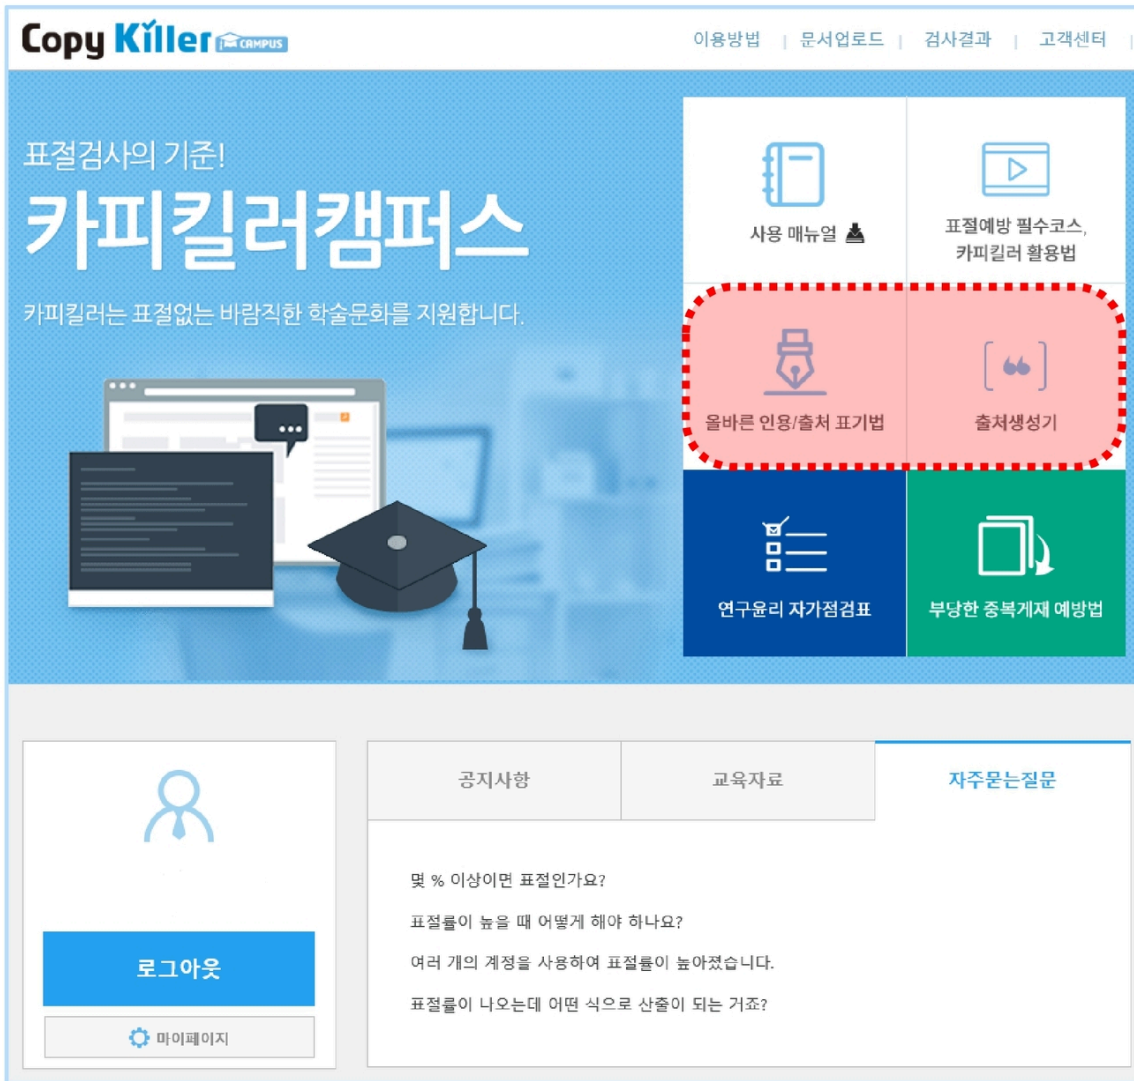 Copy Killer CAMPUS
이용방법 | 문서업로드 | 검사결과 | 고객센터 |
표절검사의 기준!
카피킬러캠퍼스
카피킬러는 표절없는 바람직한 학술문화를 지원합니다.
사용 매뉴얼
표절예방 필수코스,
카피킬러 활용법
올바른 인용/출처 표기법
출처생성기
연구윤리 자가점검표
부당한 중복게재 예방법
로그아웃
마이페이지
공지사항
교육자료
자주묻는질문
몇 % 이상이면 표절인가요?
표절률이 높을 때 어떻게 해야 하나요?
여러 개의 계정을 사용하여 표절률이 높아졌습니다.
표절률이 나오는데 어떤 식으로 산출이 되는 거죠?